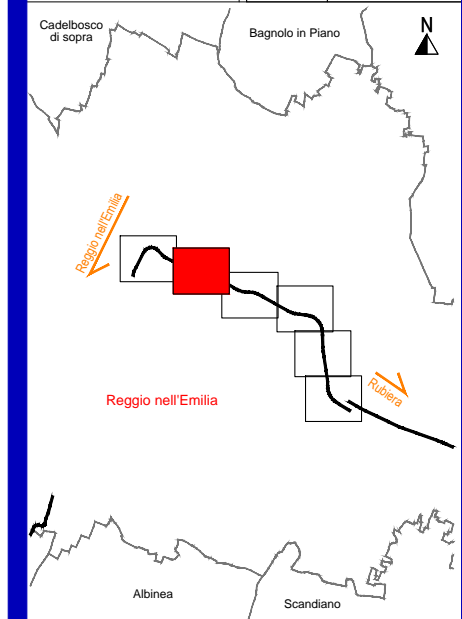 Cadelbosco
di sopra
Bagnolo in Piano
N
Reggio nell'Emilia
Rubiera
Reggio nell'Emilia
Albinea
Scandiano